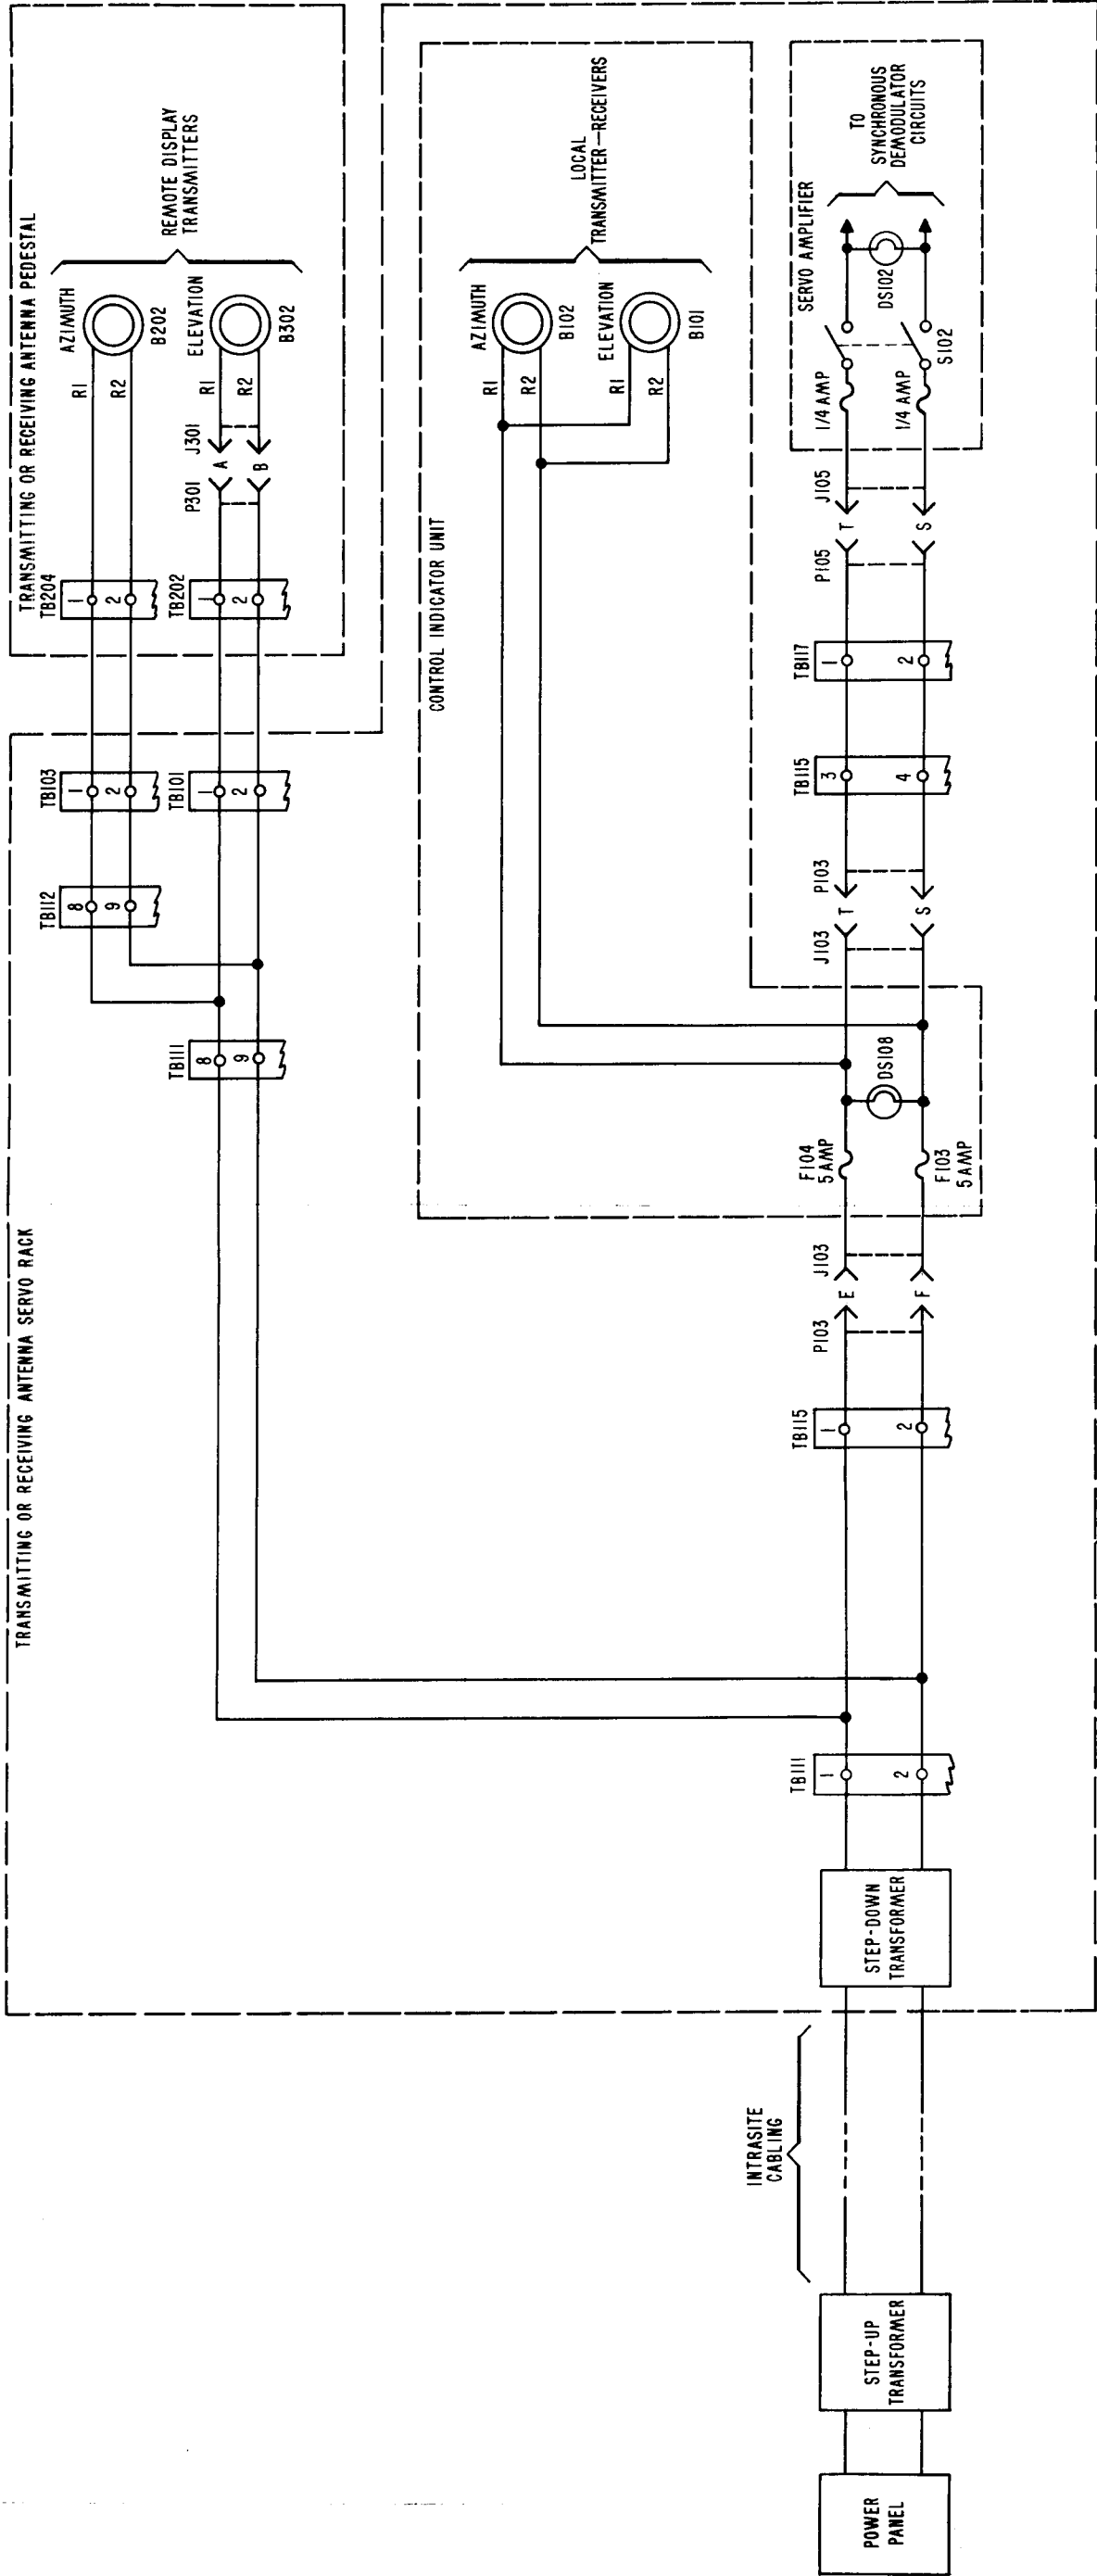 TRANSMITTING OR RECEIVING ANTENNA SERVO RACK
TRANSMITTING OR RECEIVING ANTENNA PEDESTAL
TB112
8
9
TB103
1
2
TB204
1
2
R1
R2
AZIMUTH
B202
REMOTE DISPLAY
TRANSMITTERS
TB111
8
9
TB101
1
2
TB202
1
2
P301
J301
A
B
R1
R2
ELEVATION
B302
CONTROL INDICATOR UNIT
R1
R2
AZIMUTH
B102
LOCAL
TRANSMITTER—RECEIVERS
R1
R2
ELEVATION
B101
POWER
PANEL
STEP-UP
TRANSFORMER
INTRASITE
CABLING
STEP-DOWN
TRANSFORMER
TB111
1
2
TB115
1
2
P103
J103
E
F
F104
5 AMP
F103
5 AMP
DS108
J103
P103
T
S
TB115
3
4
TB117
1
2
P105
J105
T
S
SERVO AMPLIFIER
1/4 AMP
1/4 AMP
S102
DS102
TO
SYNCHRONOUS
DEMODULATOR
CIRCUITS